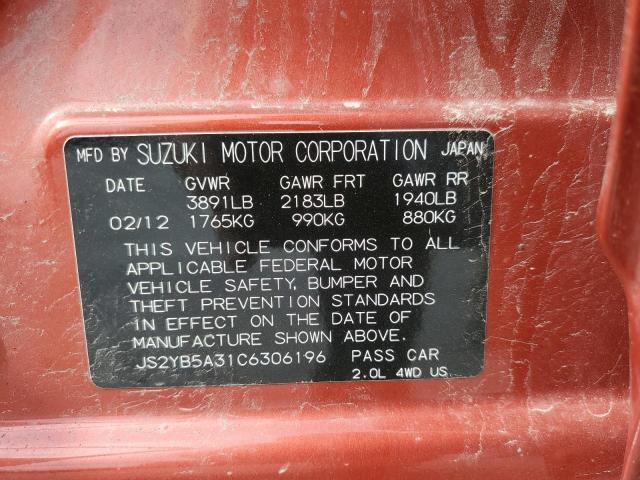 MFD BY SUZUKI MOTOR CORPORATION JAPAN
DATE GVWR GAWR FRT GAWR RR
3891LB 2183LB 1940LB
02/12 1765KG 990KG 880KG
THIS VEHICLE CONFORMS TO ALL
APPLICABLE FEDERAL MOTOR
VEHICLE SAFETY, BUMPER AND
THEFT PREVENTION STANDARDS
IN EFFECT ON THE DATE OF
MANUFACTURE SHOWN ABOVE.
JS2YB5A31C6306196 PASS CAR
2.0L 4WD US